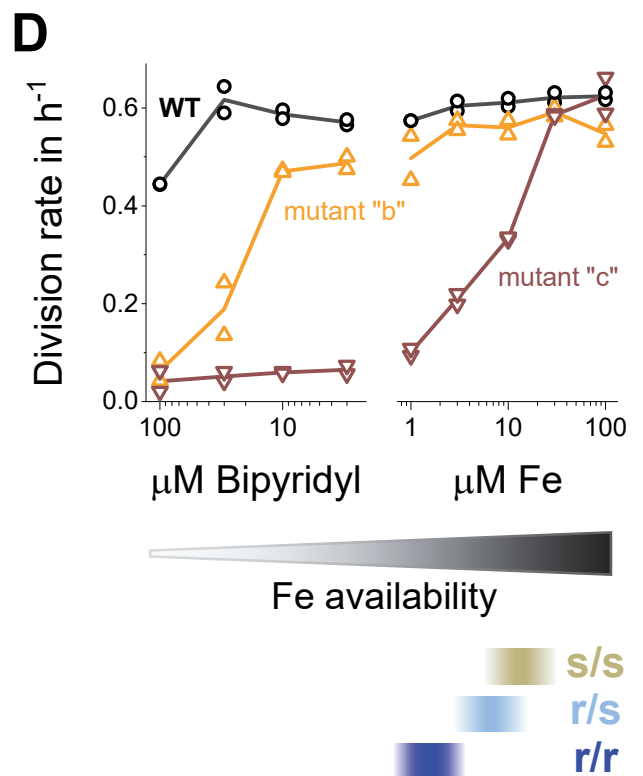 D
Division rate in h-1
0.6
0.4
0.2
0.0
WT
mutant "b"
mutant "c"
100
10
1
10
100
μM Bipyridyl
μM Fe
Fe availability
s/s
r/s
r/r